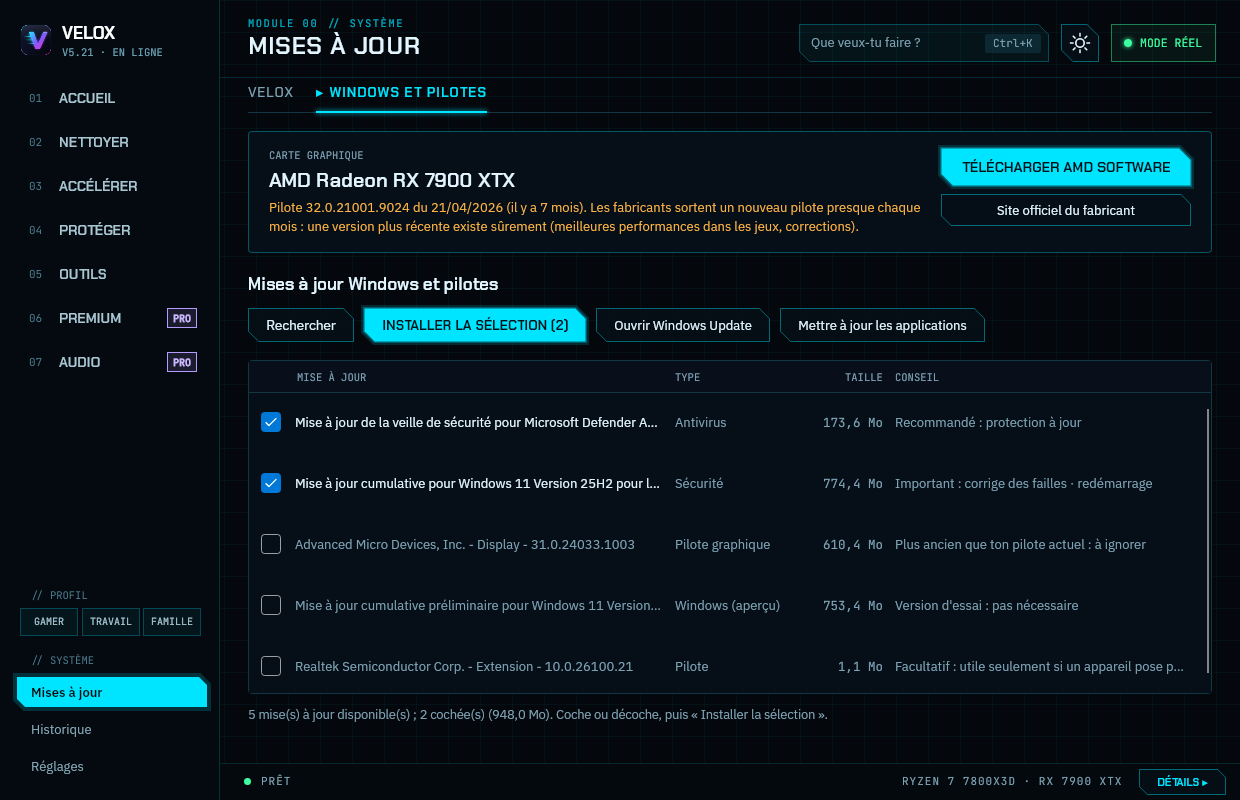 VELOX
V5.21 · EN LIGNE
01 ACCUEIL
02 NETTOYER
03 ACCÉLÉRER
04 PROTÉGER
05 OUTILS
06 PREMIUM PRO
07 AUDIO PRO
// PROFIL
GAMER TRAVAIL FAMILLE
// SYSTÈME
Mises à jour
Historique
Réglages
MODULE 00 // SYSTÈME
MISES À JOUR
Que veux-tu faire ? Ctrl+K
MODE RÉEL
VELOX ▸ WINDOWS ET PILOTES
CARTE GRAPHIQUE
AMD Radeon RX 7900 XTX
Pilote 32.0.21001.9024 du 21/04/2026 (il y a 7 mois). Les fabricants sortent un nouveau pilote presque chaque
mois : une version plus récente existe sûrement (meilleures performances dans les jeux, corrections).
TÉLÉCHARGER AMD SOFTWARE
Site officiel du fabricant
Mises à jour Windows et pilotes
Rechercher INSTALLER LA SÉLECTION (2) Ouvrir Windows Update Mettre à jour les applications
MISE À JOUR TYPE TAILLE CONSEIL
Mise à jour de la veille de sécurité pour Microsoft Defender A... Antivirus 173,6 Mo Recommandé : protection à jour
Mise à jour cumulative pour Windows 11 Version 25H2 pour l... Sécurité 774,4 Mo Important : corrige des failles · redémarrage
Advanced Micro Devices, Inc. - Display - 31.0.24033.1003 Pilote graphique 610,4 Mo Plus ancien que ton pilote actuel : à ignorer
Mise à jour cumulative préliminaire pour Windows 11 Version... Windows (aperçu) 753,4 Mo Version d'essai : pas nécessaire
Realtek Semiconductor Corp. - Extension - 10.0.26100.21 Pilote 1,1 Mo Facultatif : utile seulement si un appareil pose p...
5 mise(s) à jour disponible(s) ; 2 cochée(s) (948,0 Mo). Coche ou décoche, puis « Installer la sélection ».
PRÊT
RYZEN 7 7800X3D · RX 7900 XTX
DÉTAILS ▸